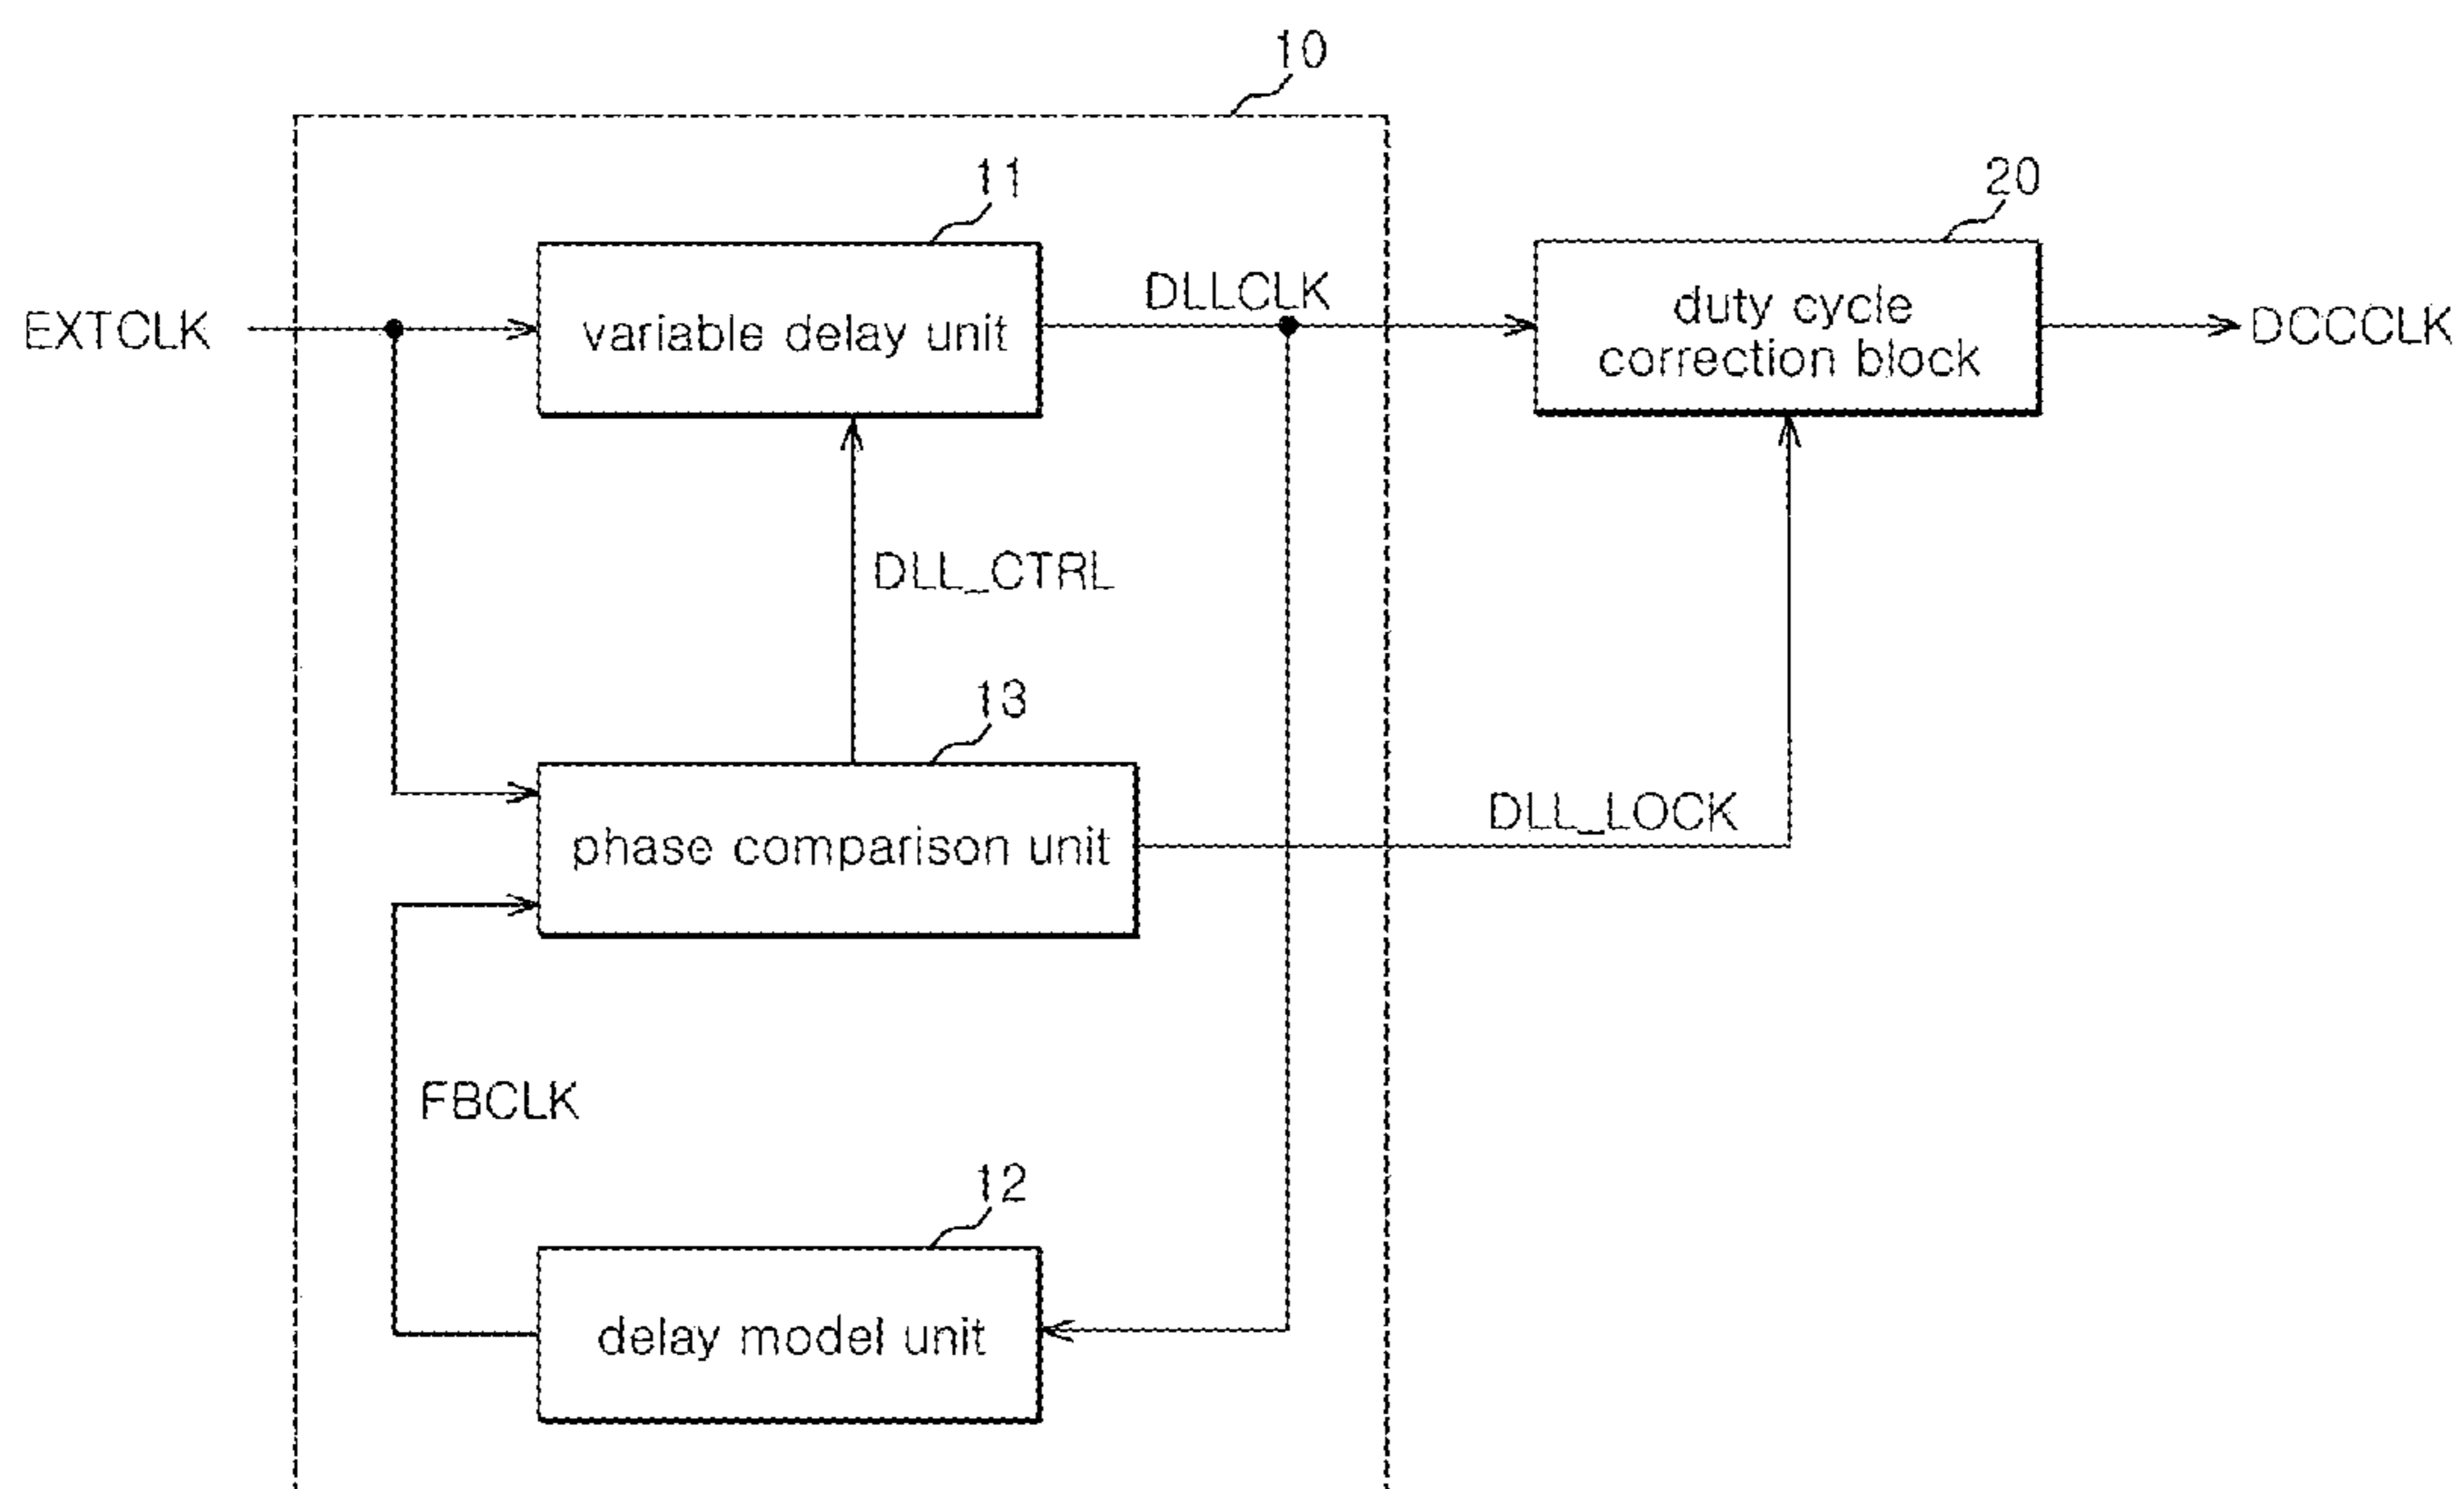 10
11
20
EXTCLK
variable delay unit
DLLCLK
duty cycle
correction block
DCCCLK
DLL_CTRL
13
phase comparison unit
DLL_LOCK
FBCLK
12
delay model unit